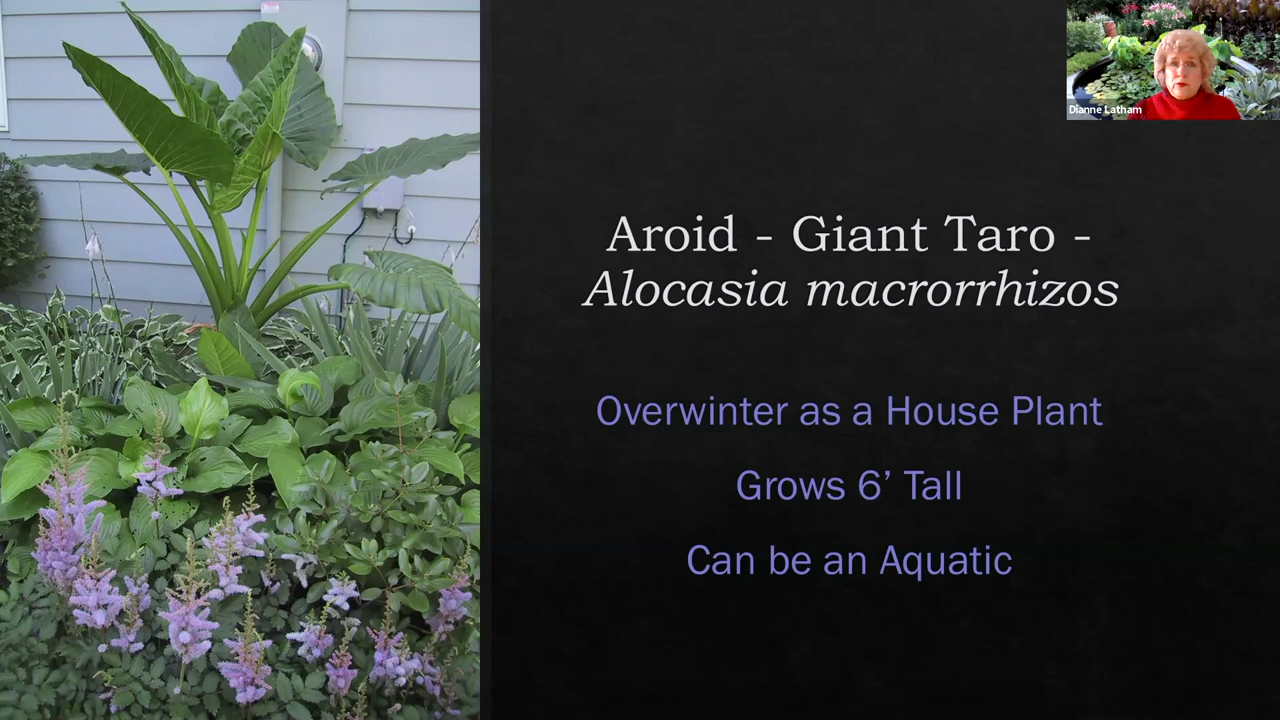 Dianne Latham
Aroid - Giant Taro -
Alocasia macrorrhizos
Overwinter as a House Plant
Grows 6’ Tall
Can be an Aquatic